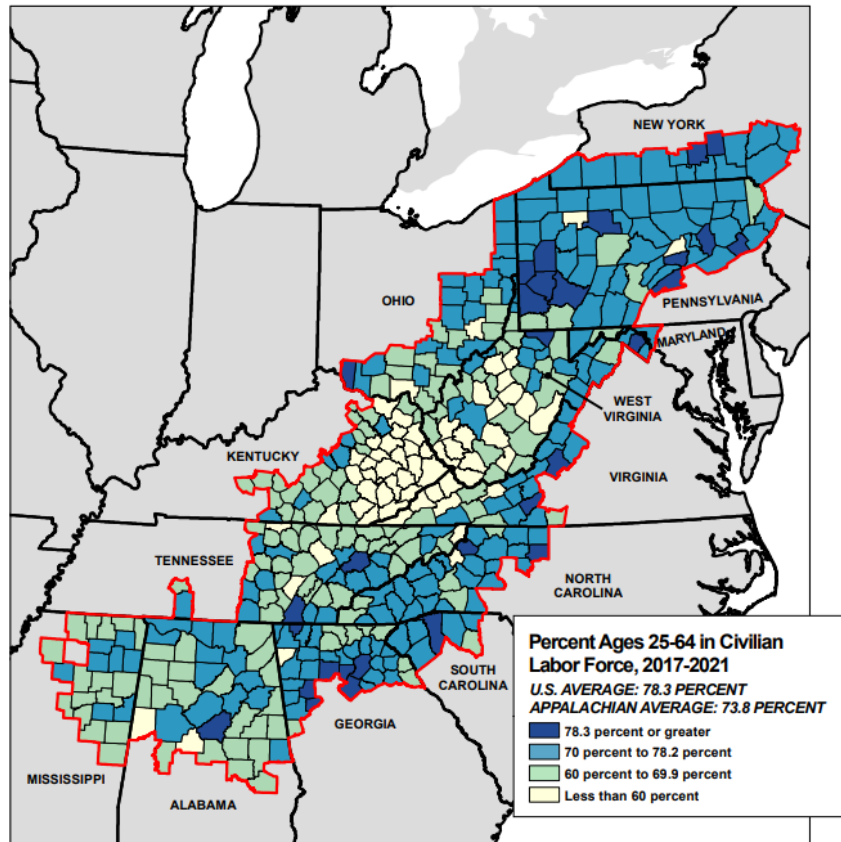 NEW YORK
OHIO
PENNSYLVANIA
MARYLAND
WEST
VIRGINIA
KENTUCKY
VIRGINIA
TENNESSEE
NORTH
CAROLINA
SOUTH
CAROLINA
GEORGIA
MISSISSIPPI
ALABAMA
Percent Ages 25-64 in Civilian
Labor Force, 2017-2021
U.S. AVERAGE: 78.3 PERCENT
APPALACHIAN AVERAGE: 73.8 PERCENT
78.3 percent or greater
70 percent to 78.2 percent
60 percent to 69.9 percent
Less than 60 percent